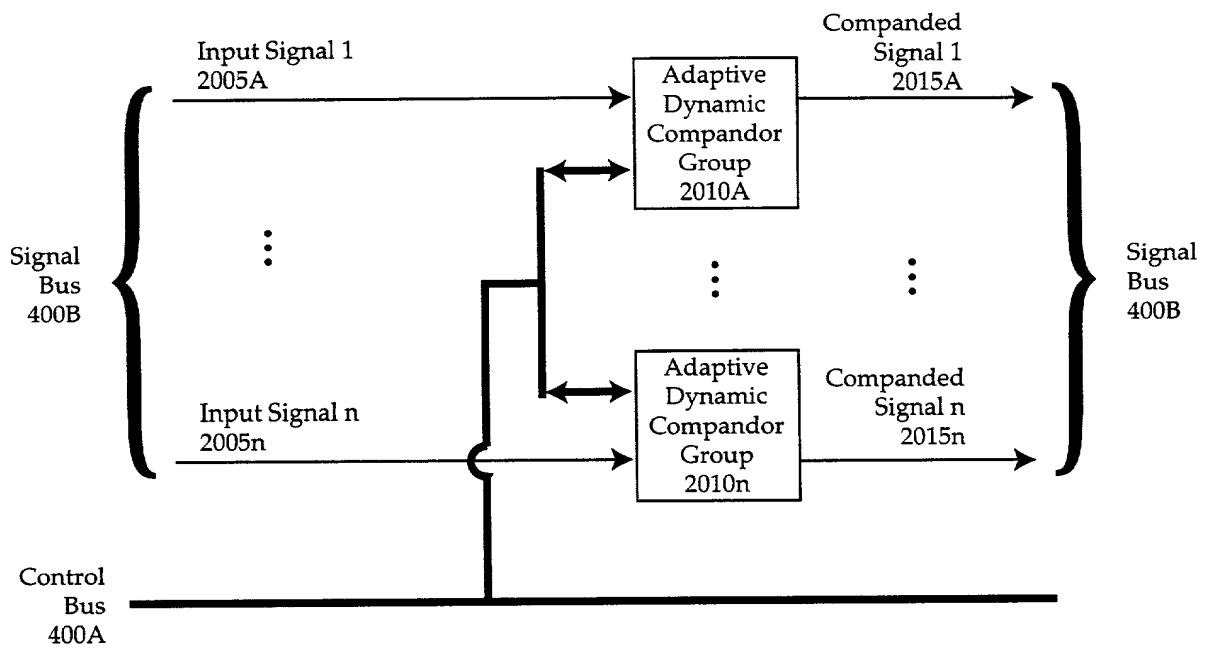 Input Signal 1
2005A
Adaptive
Dynamic
Compandor
Group
2010A
Companded
Signal 1
2015A
Signal
Bus
400B
Signal
Bus
400B
Input Signal n
2005n
Adaptive
Dynamic
Compandor
Group
2010n
Companded
Signal n
2015n
Control
Bus
400A